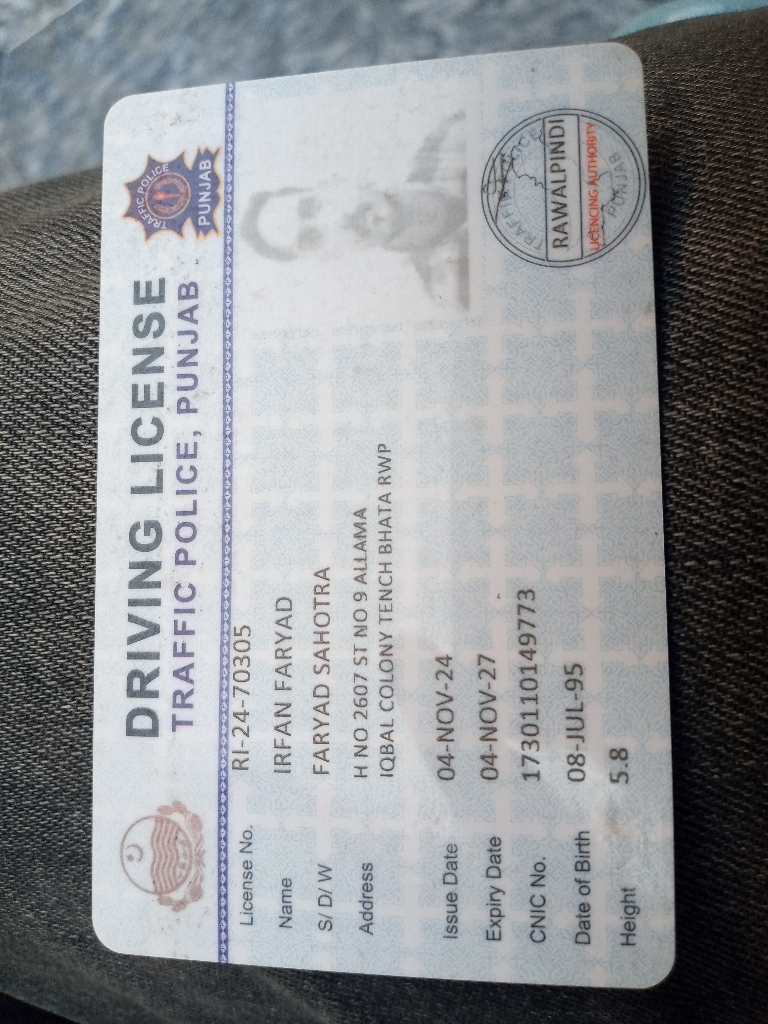 DRIVING LICENSE
TRAFFIC POLICE, PUNJAB
TRAFFIC POLICE
PUNJAB
License No. RI-24-70305
Name IRFAN FARYAD
S/ D/ W FARYAD SAHOTRA
Address H NO 2607 ST NO 9 ALLAMA
IQBAL COLONY TENCH BHATA RWP
Issue Date 04-NOV-24
Expiry Date 04-NOV-27
CNIC No. 1730110149773
Date of Birth 08-JUL-95
Height 5.8
TRAFFIC POLICE
RAWALPINDI
LICENCING AUTHORITY
PUNJAB